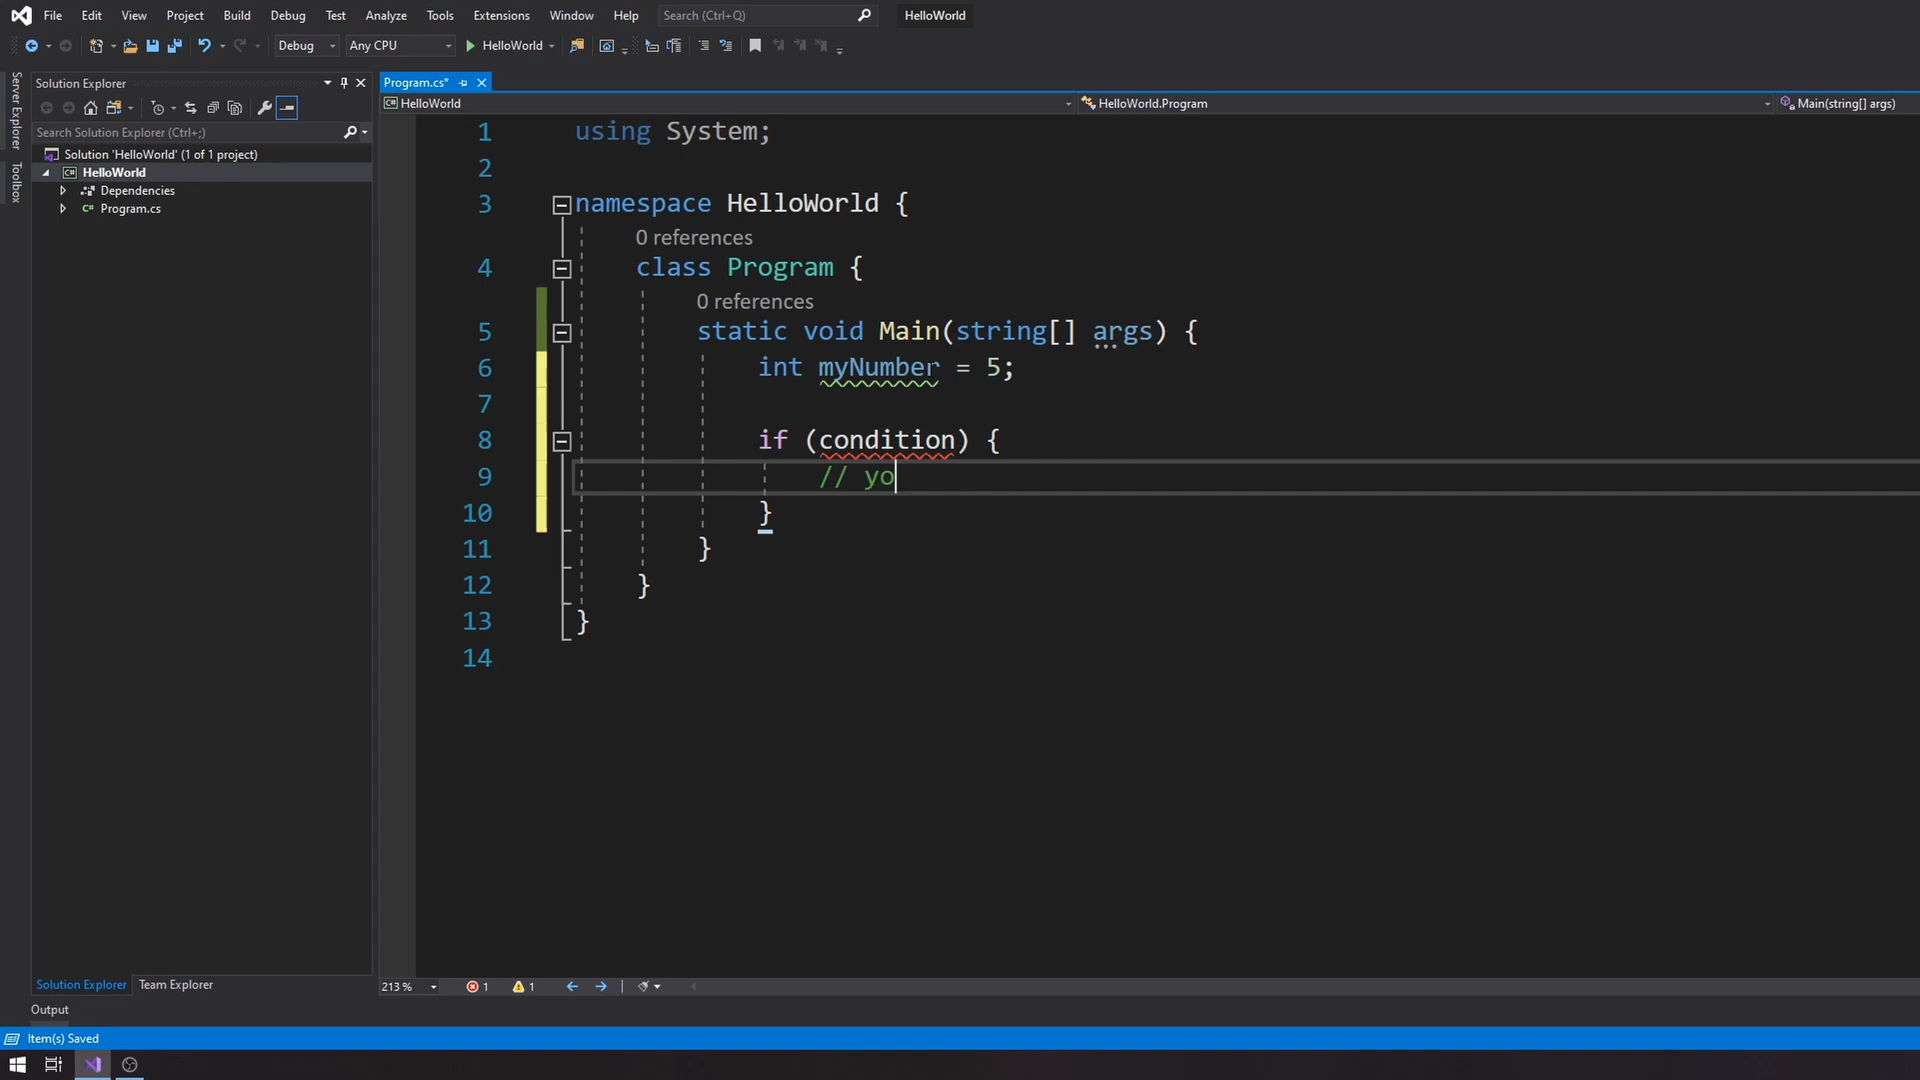 File Edit View Project Build Debug Test Analyze Tools Extensions Window Help Search (Ctrl+Q) HelloWorld
Debug Any CPU HelloWorld
Server Explorer
Toolbox
Solution Explorer
Search Solution Explorer (Ctrl+;)
Solution 'HelloWorld' (1 of 1 project)
C# HelloWorld
Dependencies
C# Program.cs
Program.cs*
C# HelloWorld HelloWorld.Program Main(string[] args)
1 using System;
2
3 namespace HelloWorld {
0 references
4 class Program {
0 references
5 static void Main(string[] args) {
6 int myNumber = 5;
7
8 if (condition) {
9 // yo
10 }
11 }
12 }
13 }
14
Solution Explorer Team Explorer
213 % 1 1
Output
Item(s) Saved